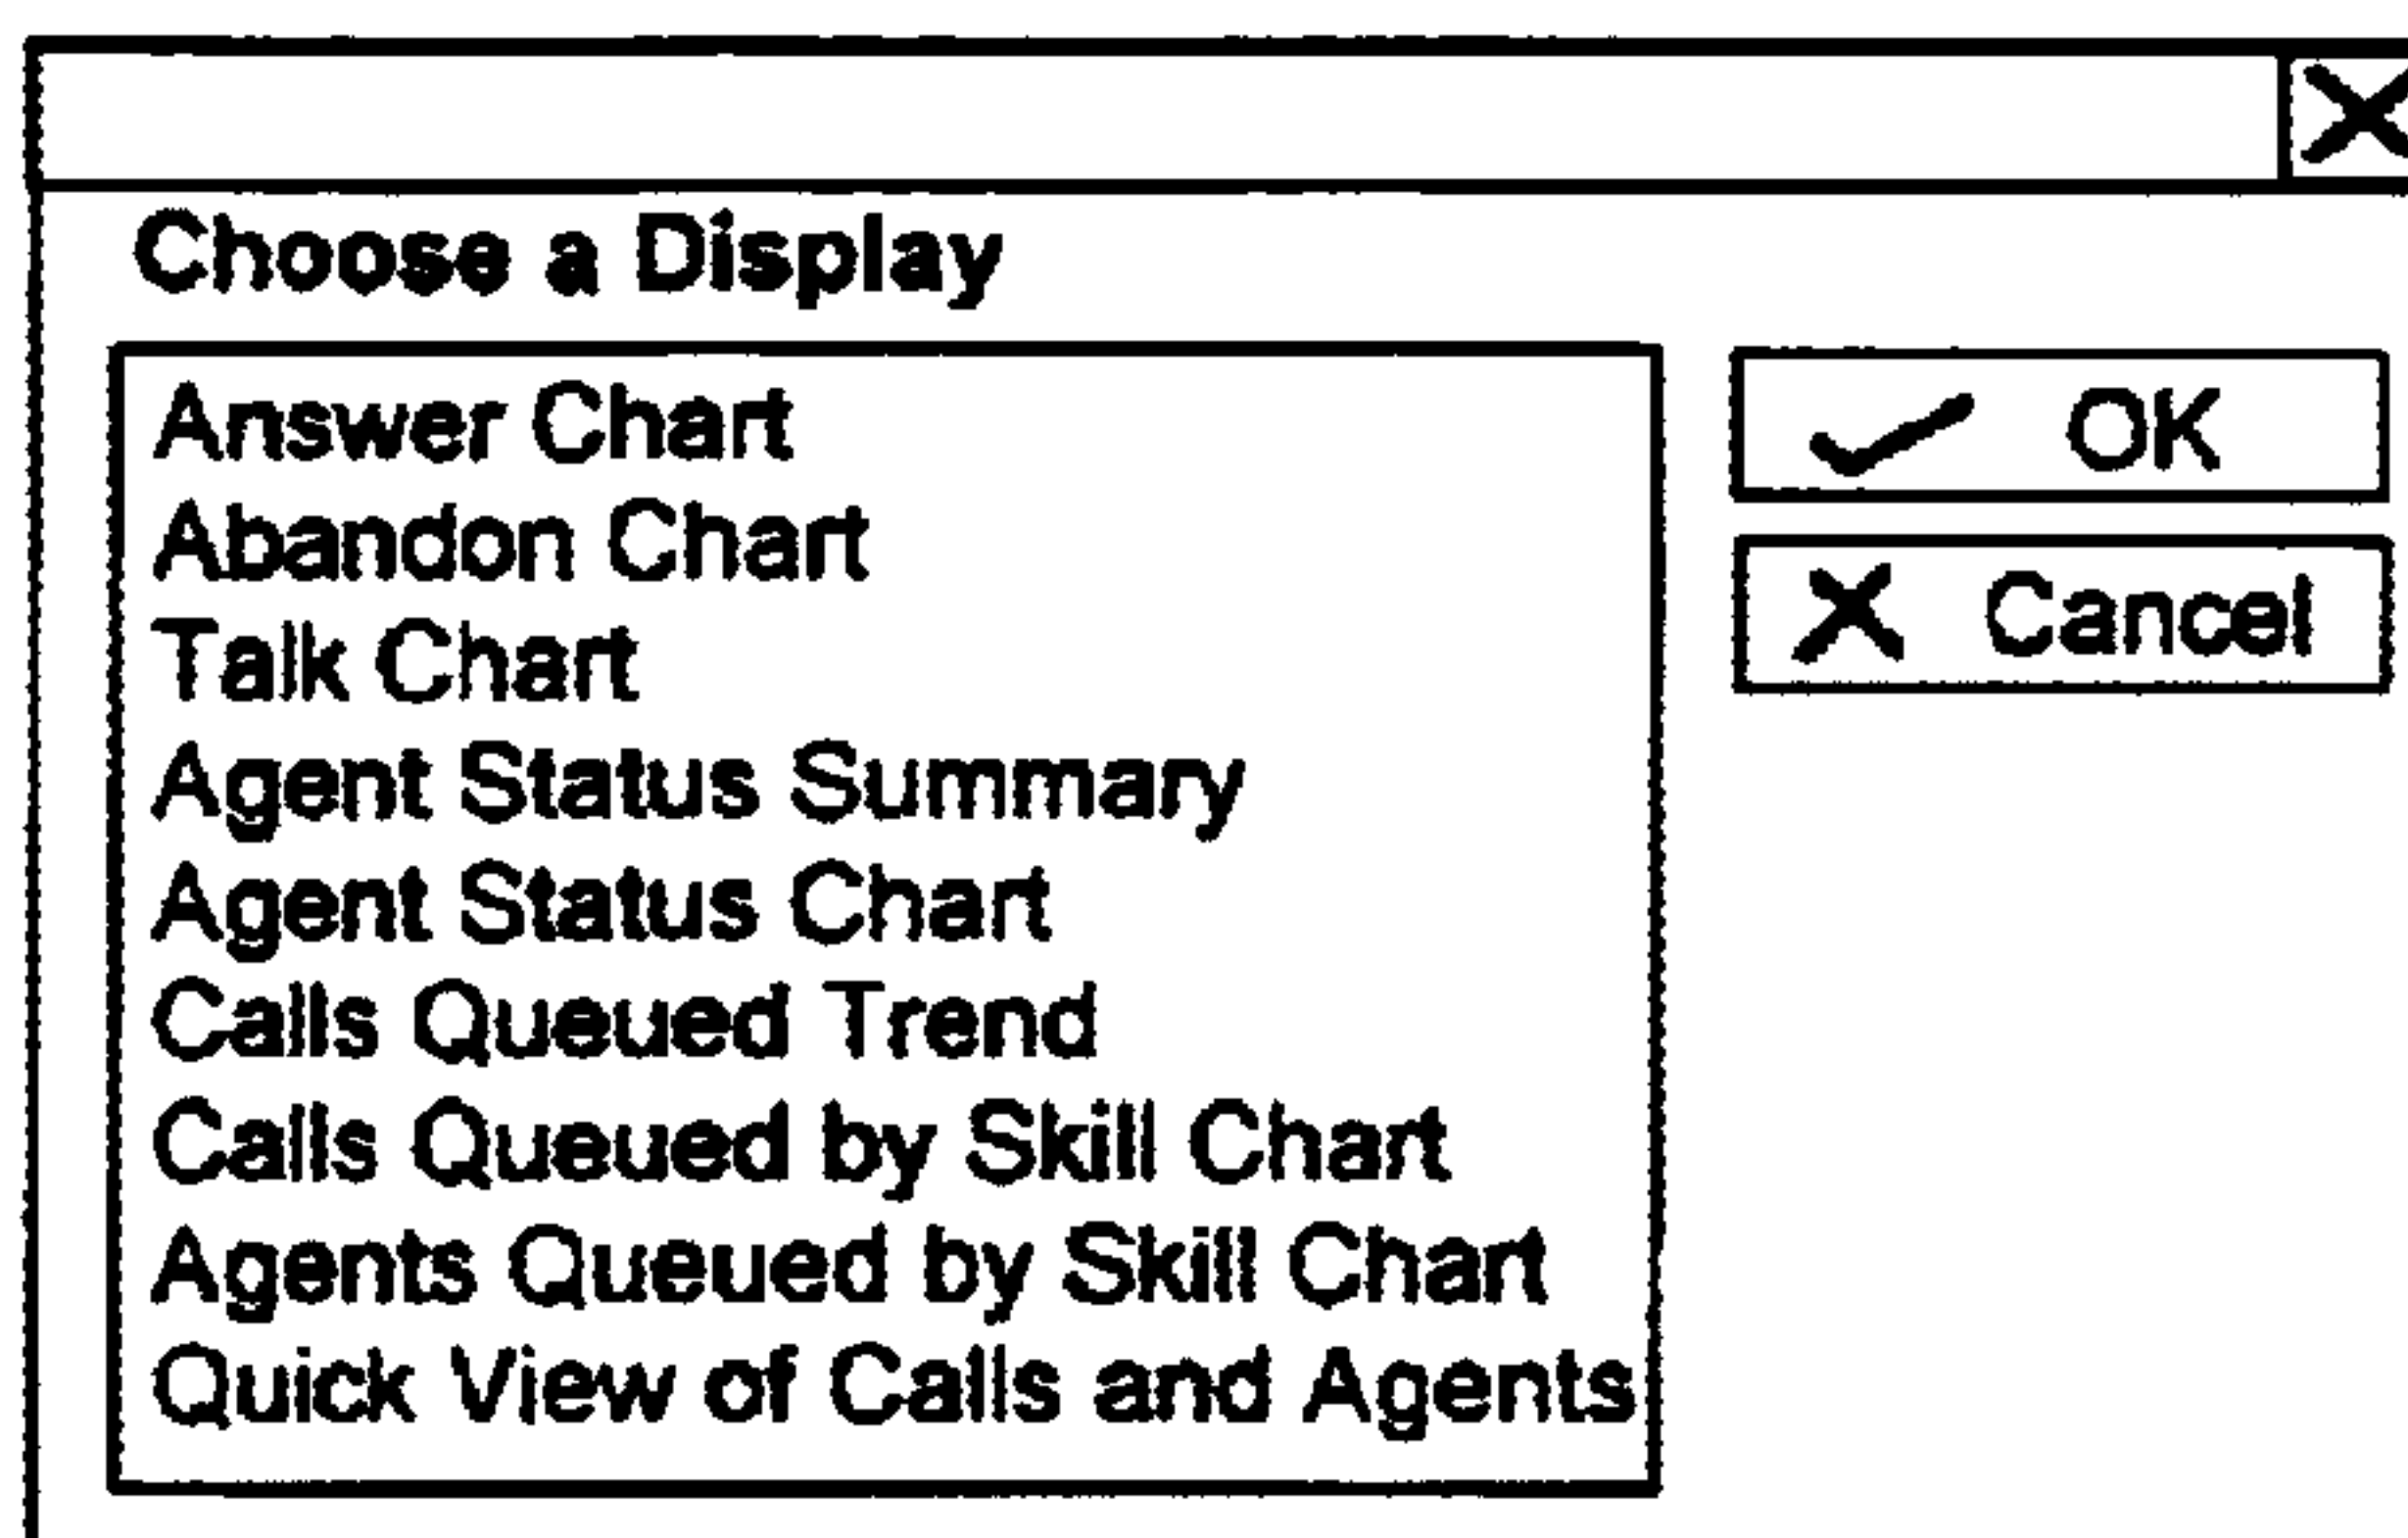 Choose a Display
Answer Chart
Abandon Chart
Talk Chart
Agent Status Summary
Agent Status Chart
Calls Queued Trend
Calls Queued by Skill Chart
Agents Queued by Skill Chart
Quick View of Calls and Agents
OK
Cancel